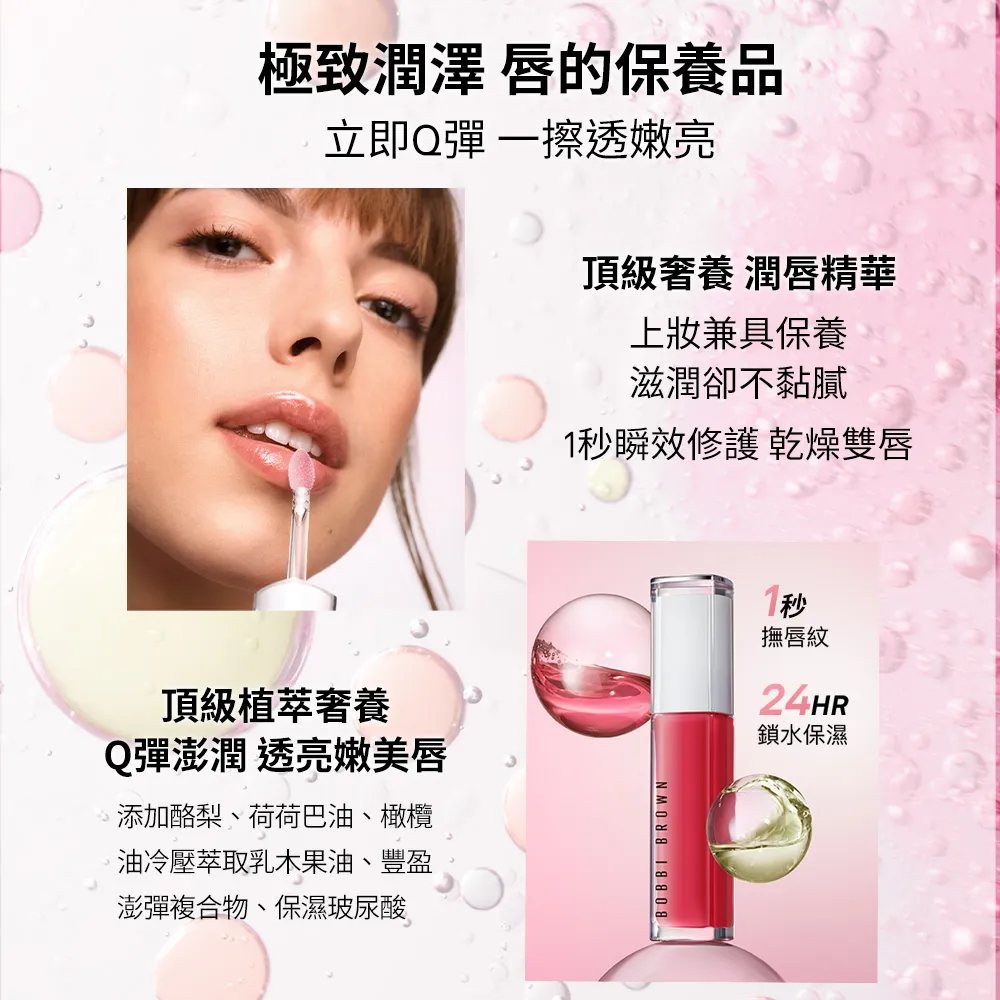 極致潤澤 唇的保養品
立即Q彈 一擦透嫩亮
頂級奢養 潤唇精華
上妝兼具保養
滋潤卻不黏膩
1秒瞬效修護 乾燥雙唇
1秒
撫唇紋
24HR
鎖水保濕
BOBBI BROWN
頂級植萃奢養
Q彈澎潤 透亮嫩美唇
添加酪梨、荷荷巴油、橄欖
油冷壓萃取乳木果油、豐盈
澎彈複合物、保濕玻尿酸